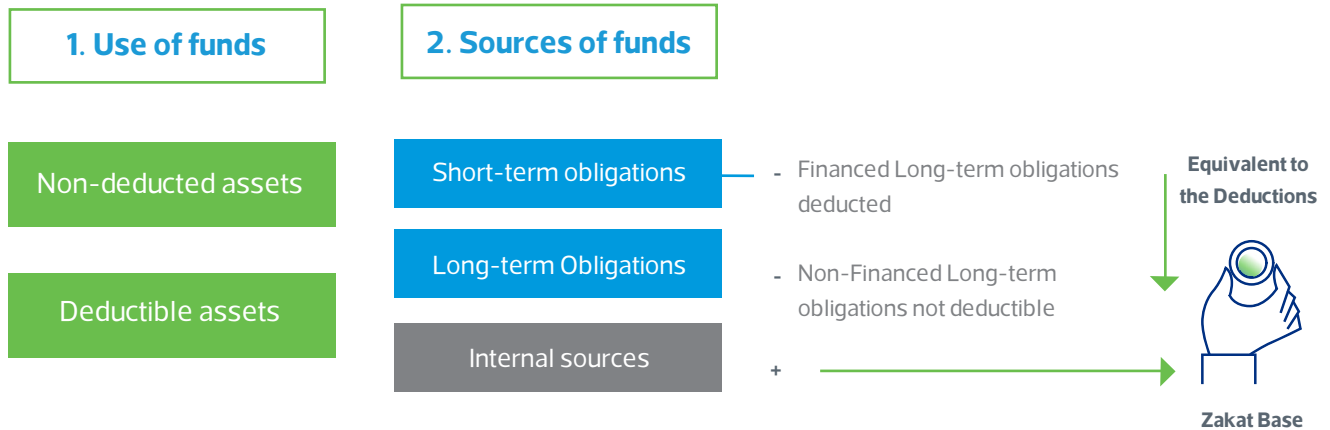 1. Use of funds
2. Sources of funds
Non-deducted assets
Deductible assets
Short-term obligations
Long-term Obligations
Internal sources
- Financed Long-term obligations
deducted
- Non-Financed Long-term
obligations not deductible
+
Equivalent to
the Deductions
Zakat Base